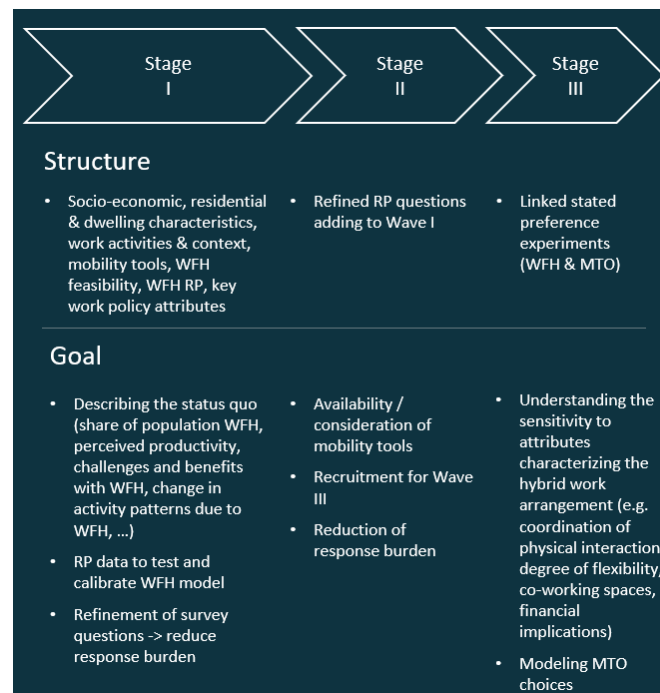 Stage
I
Stage
II
Stage
III
Structure
• Socio-economic, residential
& dwelling characteristics,
work activities & context,
mobility tools, WFH
feasibility, WFH RP, key
work policy attributes
• Refined RP questions
adding to Wave I
• Linked stated
preference
experiments
(WFH & MTO)
Goal
• Describing the status quo
(share of population WFH,
perceived productivity,
challenges and benefits
with WFH, change in
activity patterns due to
WFH, ...)
• RP data to test and
calibrate WFH model
• Refinement of survey
questions -> reduce
response burden
• Availability /
consideration of
mobility tools
• Recruitment for Wave
III
• Reduction of
response burden
• Understanding the
sensitivity to
attributes
characterizing the
hybrid work
arrangement (e.g.
coordination of
physical interaction
degree of flexibility,
co-working spaces,
financial
implications)
• Modeling MTO
choices